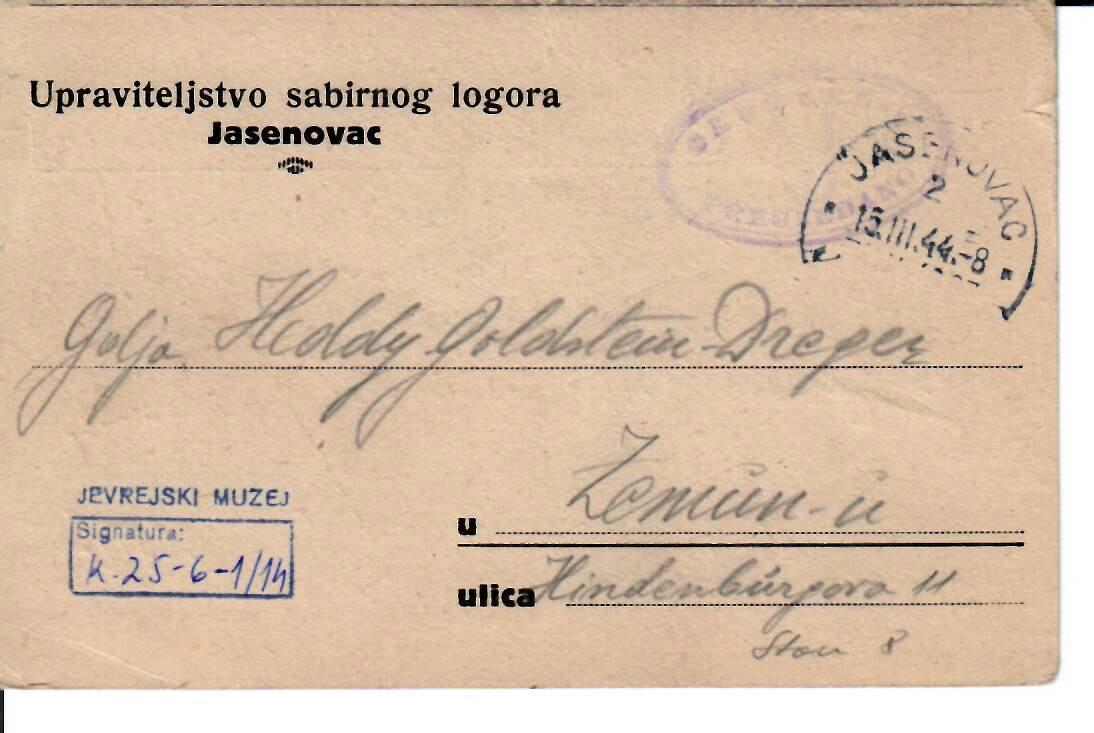 Upraviteljstvo sabirnog logora
Jasenovac
JASENOVAC
2
15.III.44.-8
Heddy Goldstein-Dreger
JEVREJSKI MUZEJ
Signatura:
K.25-6-1/14
u Zemun-u
ulica Hindenburgova 11
Stan 8